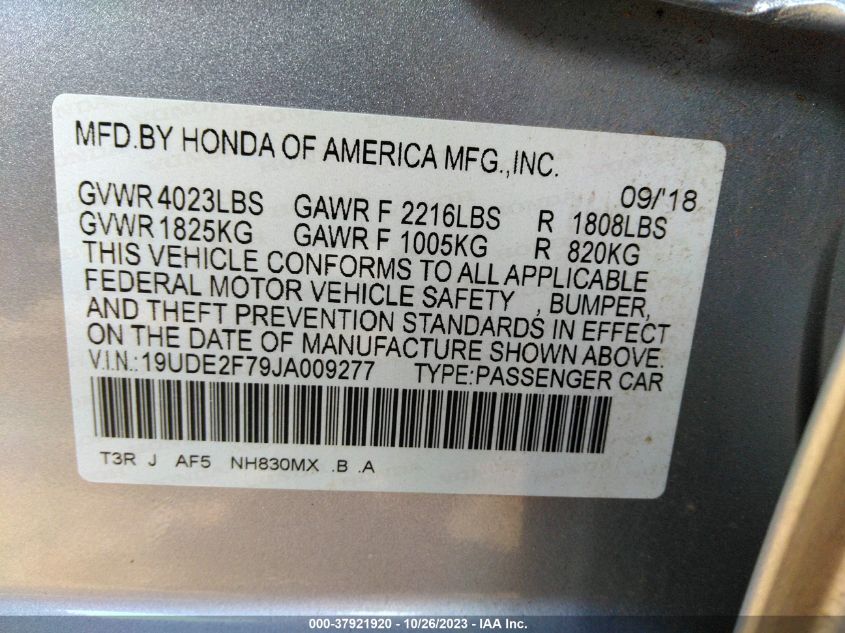 MFD.BY HONDA OF AMERICA MFG.,INC.
09/'18
GVWR 4023LBS GAWR F 2216LBS R 1808LBS
GVWR 1825KG GAWR F 1005KG R 820KG
THIS VEHICLE CONFORMS TO ALL APPLICABLE
FEDERAL MOTOR VEHICLE SAFETY , BUMPER,
AND THEFT PREVENTION STANDARDS IN EFFECT
ON THE DATE OF MANUFACTURE SHOWN ABOVE.
V.I.N.:19UDE2F79JA009277 TYPE:PASSENGER CAR
T3R J AF5 NH830MX .B .A
000-37921920 - 10/26/2023 - IAA Inc.